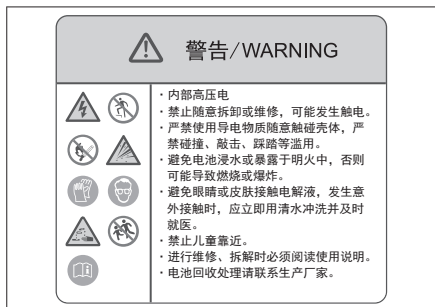 警告/WARNING
·内部高压电
·禁止随意拆卸或维修，可能发生触电。
·严禁使用导电物质随意触碰壳体，严
禁碰撞、敲击、踩踏等滥用。
·避免电池浸水或暴露于明火中，否则
可能导致燃烧或爆炸。
·避免眼睛或皮肤接触电解液，发生意
外接触时，应立即用清水冲洗并及时
就医。
·禁止儿童靠近。
·进行维修、拆解时必须阅读使用说明。
·电池回收处理请联系生产厂家。